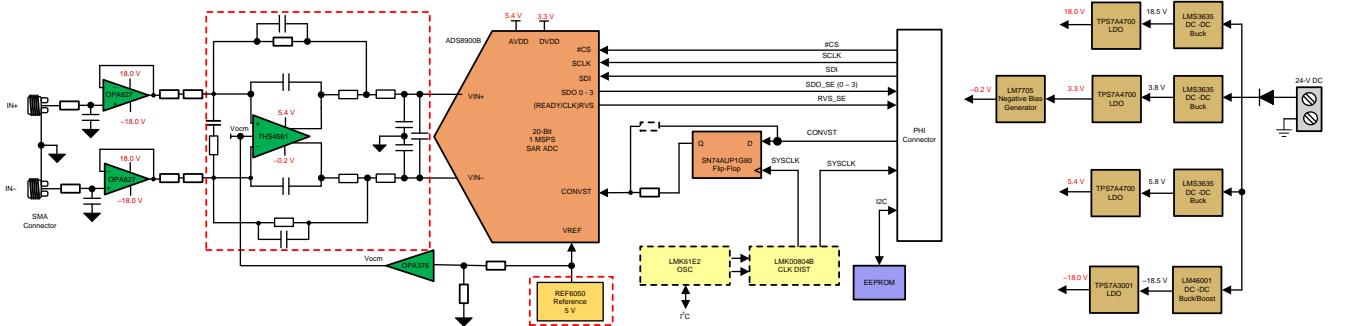 IN+
IN–
SMA
Connector
18.0 V
OPA827
–18.0 V
18.0 V
OPA827
–18.0 V
Vocm
5.4 V
THS4561
–0.2 V
Vocm
OPA376
ADS8900B
5.4 V
3.3 V
AVDD
DVDD
#CS
SCLK
SDI
SDO 0 - 3
(READY/CLK)RVS
VIN+
20-Bit
1 MSPS
SAR ADC
VIN–
CONVST
VREF
REF6050
Reference
5 V
#CS
SCLK
SDI
SDO_SE (0 – 3)
RVS_SE
CONVST
Q
D
SN74AUP1G80
Flip-Flop
SYSCLK
SYSCLK
LMK61E2
OSC
I²C
LMK00804B
CLK DIST
I2C
EEPROM
PHI
Connector
18.0 V
TPS7A4700
LDO
18.5 V
LMS3635
DC -DC
Buck
–0.2 V
LM7705
Negative Bias
Generator
3.3 V
TPS7A4700
LDO
3.8 V
LMS3635
DC -DC
Buck
24-V DC
5.4 V
TPS7A4700
LDO
5.8 V
LMS3635
DC -DC
Buck
–18.0 V
TPS7A3001
LDO
–18.5 V
LM46001
DC -DC
Buck/Boost